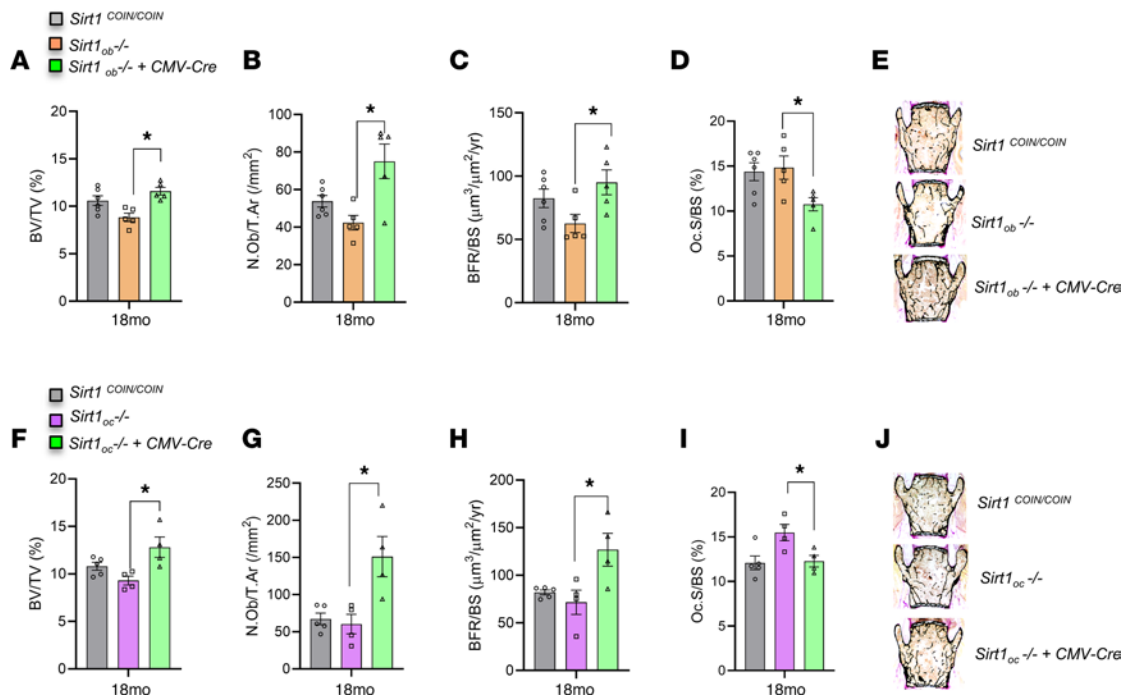 Sirt1 COIN/COIN
Sirt1ob-/-
Sirt1 ob-/- + CMV-Cre
A
BV/TV (%)
20
15
10
5
0
*
18mo
B
N.Ob/T.Ar (/mm2)
100
80
60
40
20
0
*
18mo
C
BFR/BS (μm3/μm2/yr)
150
100
50
0
*
18mo
D
Oc.S/BS (%)
20
15
10
5
0
*
18mo
E
Sirt1 COIN/COIN
Sirt1ob -/-
Sirt1ob -/- + CMV-Cre
Sirt1 COIN/COIN
Sirt1oc-/-
Sirt1oc-/- + CMV-Cre
F
BV/TV (%)
20
15
10
5
0
*
18mo
G
N.Ob/T.Ar (/mm2)
250
200
150
100
50
0
*
18mo
H
BFR/BS (μm3/μm2/yr)
200
150
100
50
0
*
18mo
I
Oc.S/BS (%)
20
15
10
5
0
*
18mo
J
Sirt1 COIN/COIN
Sirt1oc -/-
Sirt1oc -/- + CMV-Cre